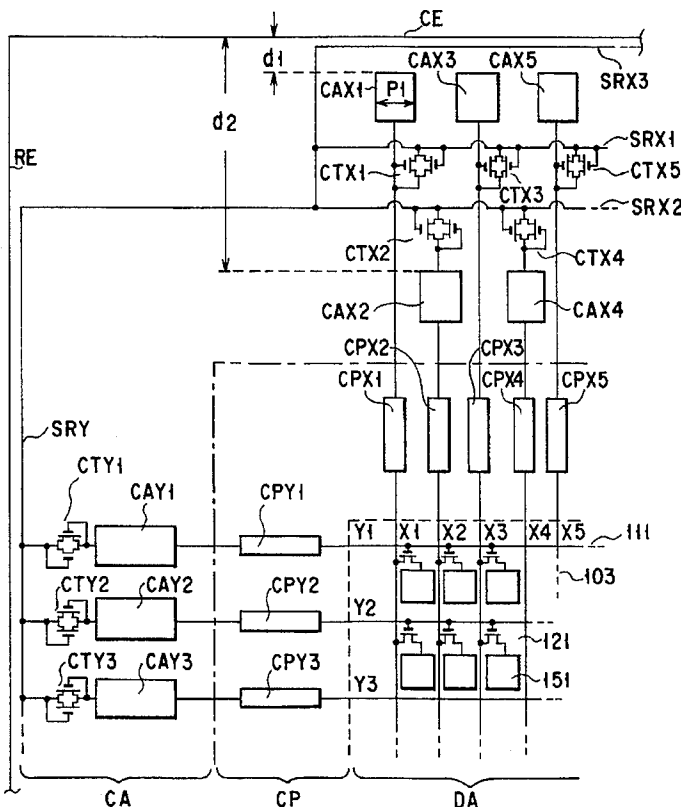 CE
d1
CAX1
P1
CAX3
CAX5
SRX3
d2
RE
SRX1
CTX1
CTX3
CTX5
SRX2
CTX2
CTX4
CAX2
CAX4
CPX1
CPX2
CPX3
CPX4
CPX5
SRY
CTY1
CAY1
CPY1
Y1 X1 X2 X3 X4 X5
111
103
CTY2
CAY2
CPY2
Y2
121
CTY3
CAY3
CPY3
Y3
151
CA CP DA